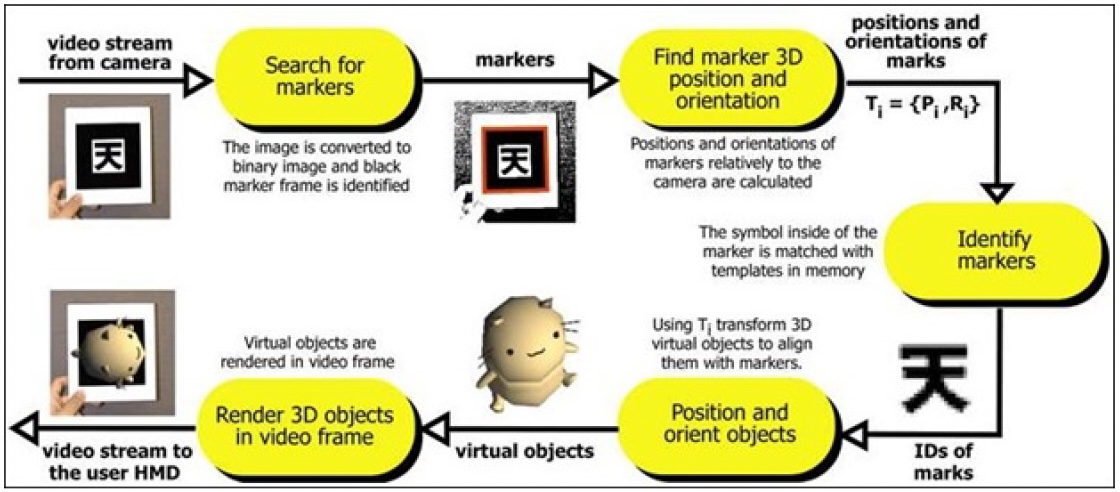 video stream
from camera
Search for
markers
The image is converted to
binary image and black
marker frame is identified
天
markers
天
Find marker 3D
position and
orientation
Positions and orientations of
markers relatively to the
camera are calculated
positions and
orientations of
marks
Ti = {Pi ,Ri}
Identify
markers
The symbol inside of the
marker is matched with
templates in memory
天
IDs of
marks
Using Ti transform 3D
virtual objects to align
them with markers.
Position and
orient objects
virtual objects
Virtual objects are
rendered in video frame
Render 3D objects
in video frame
video stream to
the user HMD